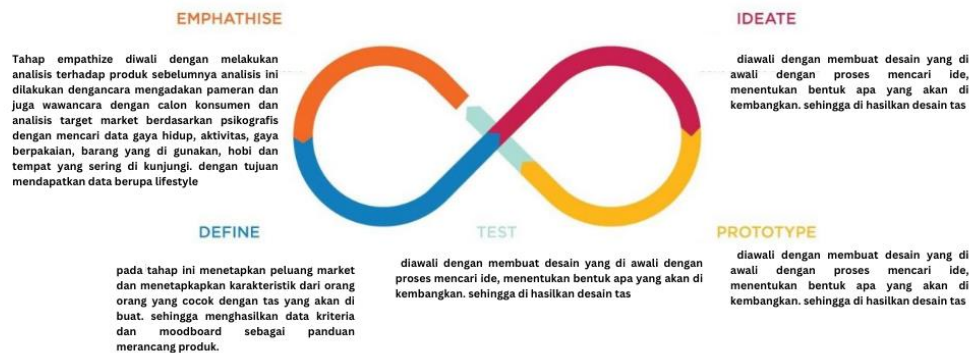 EMPHATHISE
Tahap empathize diwali dengan melakukan
analisis terhadap produk sebelumnya analisis ini
dilakukan dengancara mengadakan pameran dan
juga wawancara dengan calon konsumen dan
analisis target market berdasarkan psikografis
dengan mencari data gaya hidup, aktivitas, gaya
berpakaian, barang yang di gunakan, hobi dan
tempat yang sering di kunjungi. dengan tujuan
mendapatkan data berupa lifestyle
DEFINE
pada tahap ini menetapkan peluang market
dan menetapkapkan karakteristik dari orang
orang yang cocok dengan tas yang akan di
buat. sehingga menghasilkan data kriteria
dan moodboard sebagai panduan
merancang produk.
IDEATE
diawali dengan membuat desain yang di
awali dengan proses mencari ide,
menentukan bentuk apa yang akan di
kembangkan. sehingga di hasilkan desain tas
PROTOTYPE
diawali dengan membuat desain yang di
awali dengan proses mencari ide,
menentukan bentuk apa yang akan di
kembangkan. sehingga di hasilkan desain tas
TEST
diawali dengan membuat desain yang di awali dengan
proses mencari ide, menentukan bentuk apa yang akan di
kembangkan. sehingga di hasilkan desain tas